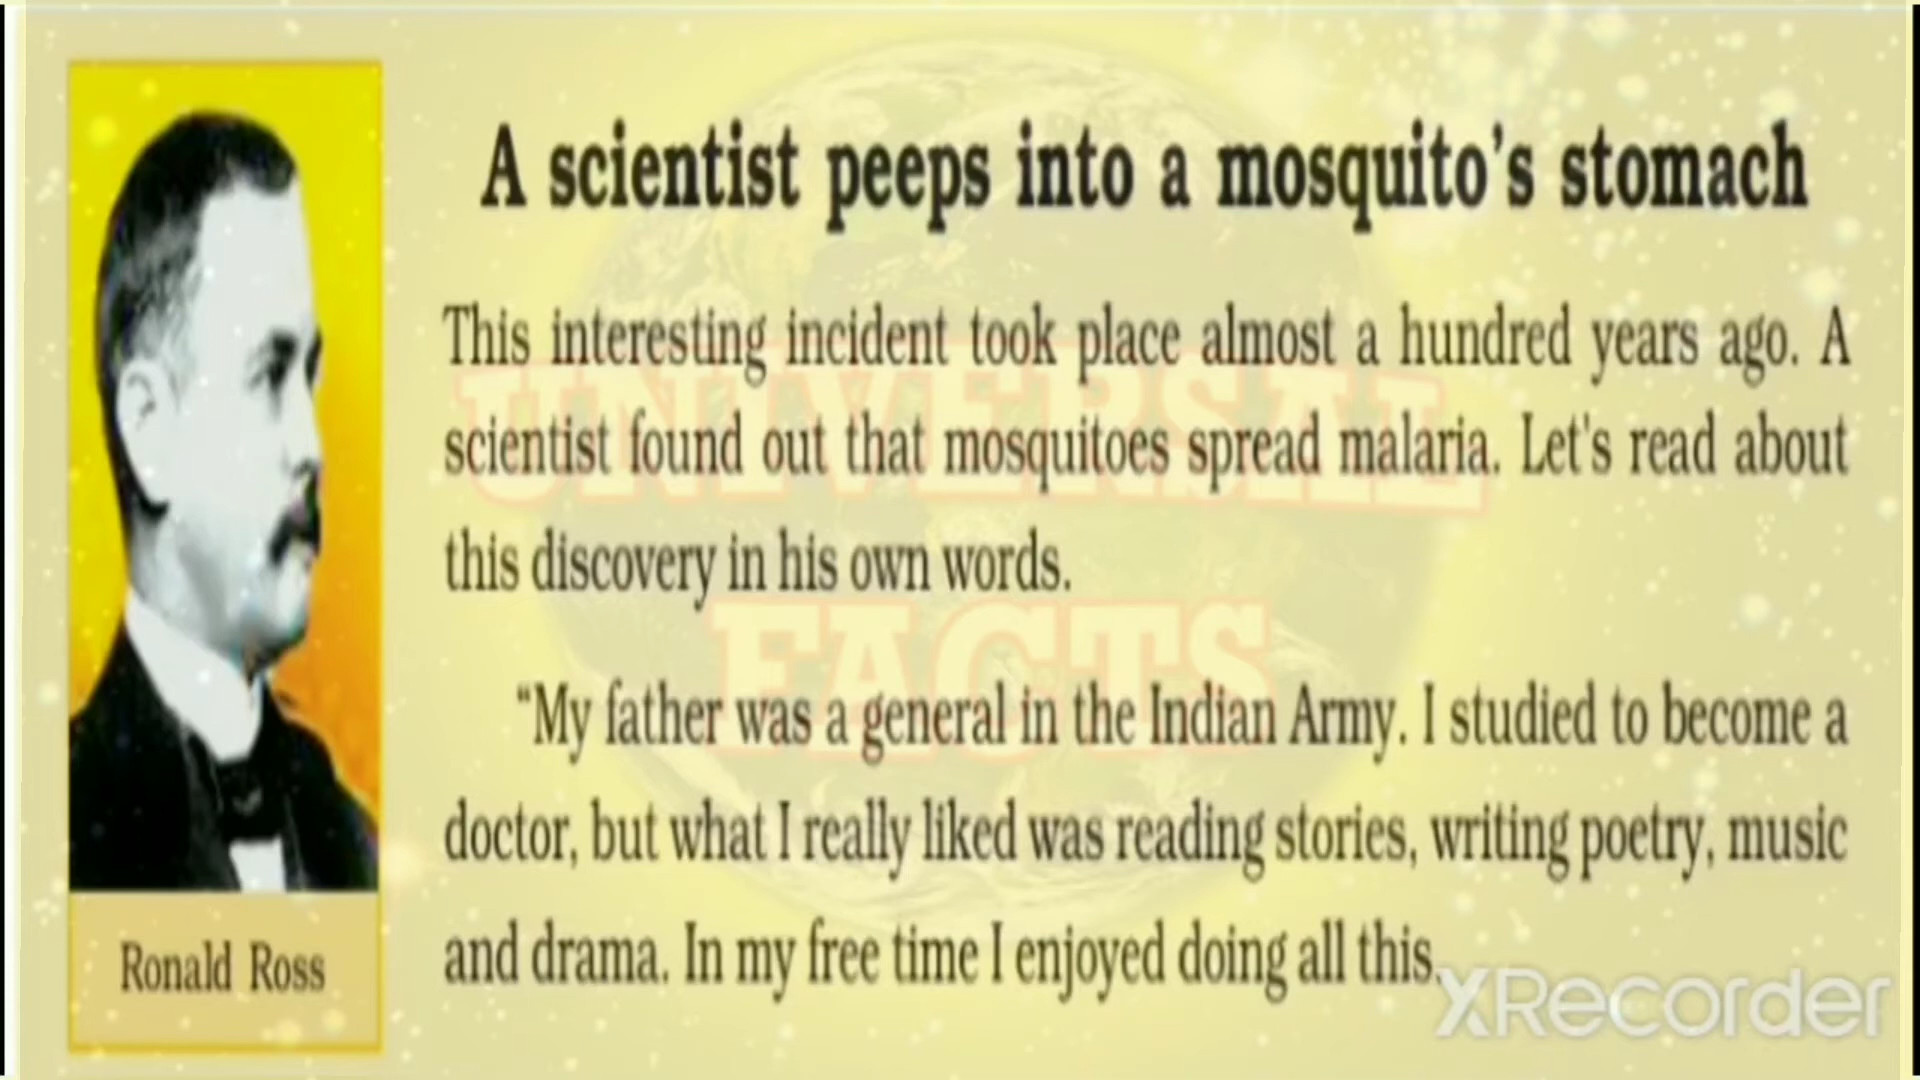 A scientist peeps into a mosquito's stomach
This interesting incident took place almost a hundred years ago. A
scientist found out that mosquitoes spread malaria. Let's read about
this discovery in his own words.
"My father was a general in the Indian Army. I studied to become a
doctor, but what I really liked was reading stories, writing poetry, music
and drama. In my free time I enjoyed doing all this.
Ronald Ross
UNIVERSAL
FACTS
XRecorder